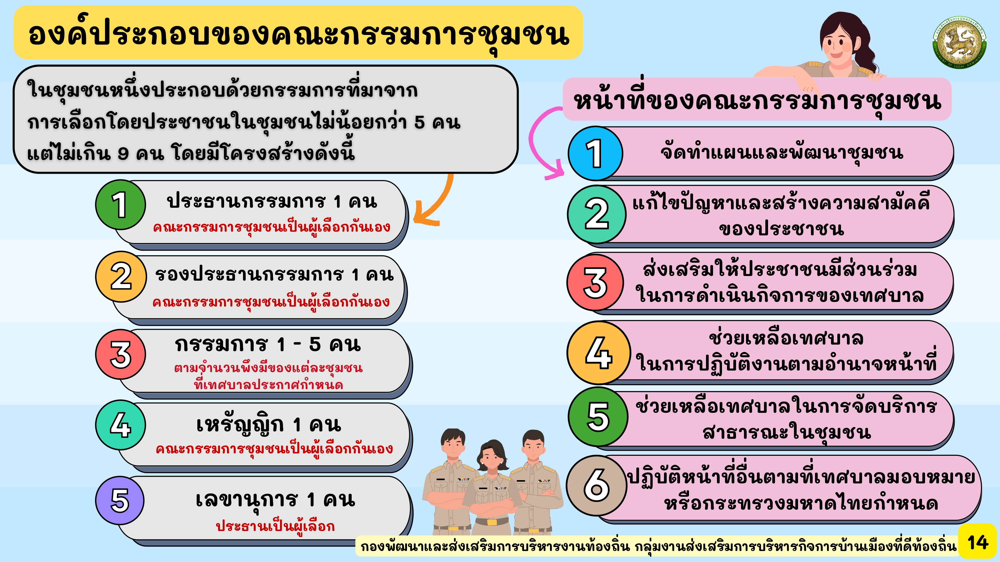 องค์ประกอบของคณะกรรมการชุมชน
ในชุมชนหนึ่งประกอบด้วยกรรมการที่มาจาก
การเลือกโดยประชาชนในชุมชนไม่น้อยกว่า 5 คน
แต่ไม่เกิน 9 คน โดยมีโครงสร้างดังนี้
1
ประธานกรรมการ 1 คน
คณะกรรมการชุมชนเป็นผู้เลือกกันเอง
2
รองประธานกรรมการ 1 คน
คณะกรรมการชุมชนเป็นผู้เลือกกันเอง
3
กรรมการ 1 - 5 คน
ตามจำนวนพึงมีของแต่ละชุมชน
ที่เทศบาลประกาศกำหนด
4
เหรัญญิก 1 คน
คณะกรรมการชุมชนเป็นผู้เลือกกันเอง
5
เลขานุการ 1 คน
ประธานเป็นผู้เลือก
กรมส่งเสริมการปกครองท้องถิ่น
DEPARTMENT OF LOCAL ADMINISTRATION
หน้าที่ของคณะกรรมการชุมชน
1
จัดทำแผนและพัฒนาชุมชน
2
แก้ไขปัญหาและสร้างความสามัคคี
ของประชาชน
3
ส่งเสริมให้ประชาชนมีส่วนร่วม
ในการดำเนินกิจการของเทศบาล
4
ช่วยเหลือเทศบาล
ในการปฏิบัติงานตามอำนาจหน้าที่
5
ช่วยเหลือเทศบาลในการจัดบริการ
สาธารณะในชุมชน
6
ปฏิบัติหน้าที่อื่นตามที่เทศบาลมอบหมาย
หรือกระทรวงมหาดไทยกำหนด
กองพัฒนาและส่งเสริมการบริหารงานท้องถิ่น กลุ่มงานส่งเสริมการบริหารกิจการบ้านเมืองที่ดีท้องถิ่น
14